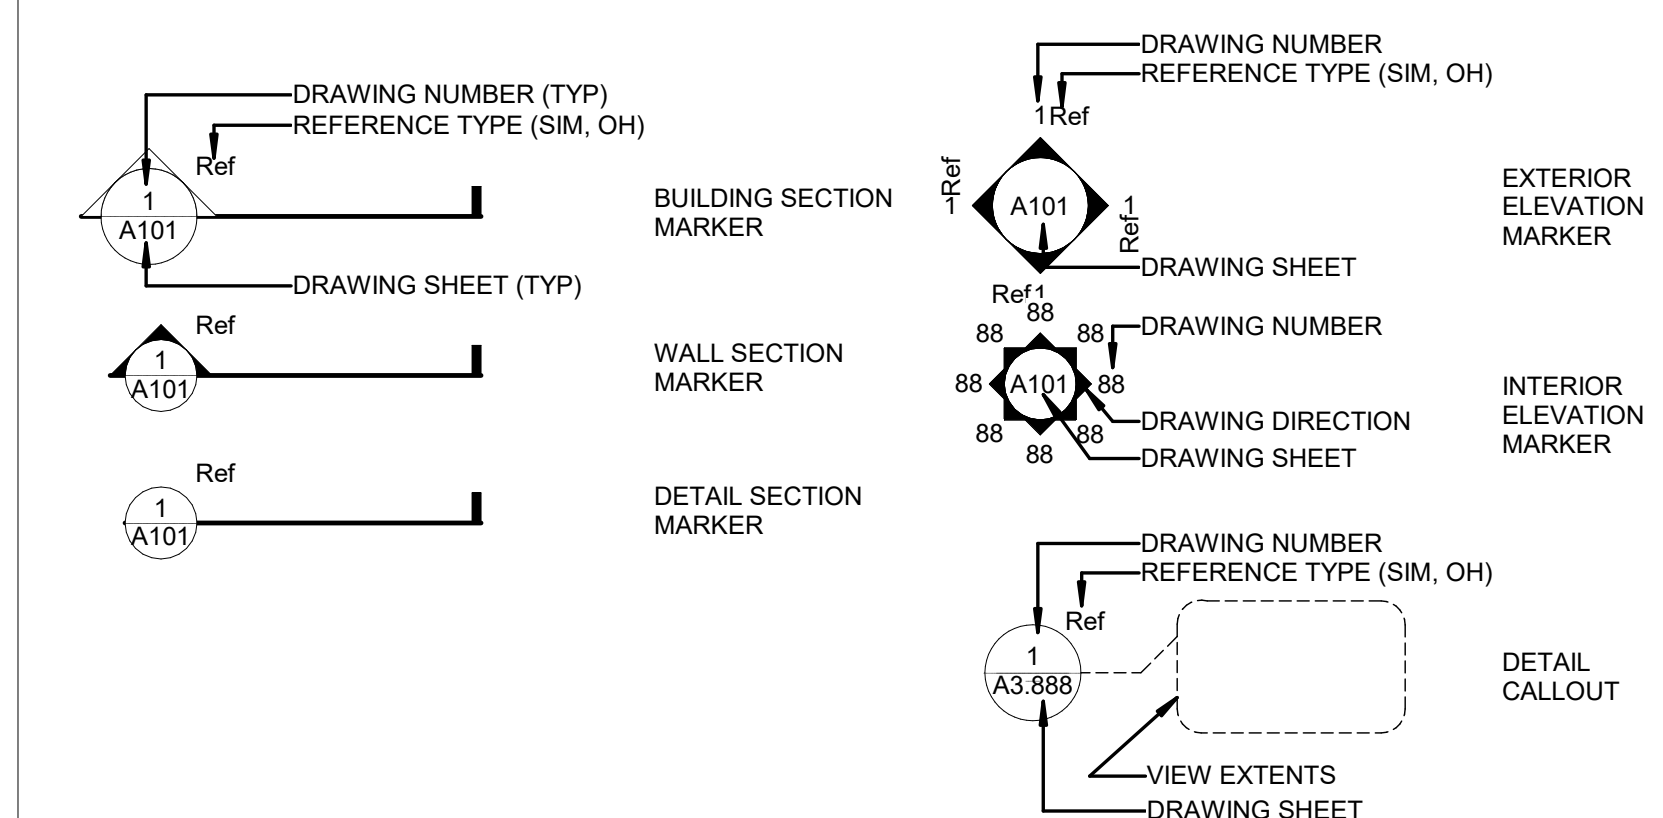 DRAWING NUMBER (TYP)
REFERENCE TYPE (SIM, OH)
Ref
1
A101
DRAWING SHEET (TYP)
BUILDING SECTION
MARKER
Ref
1
A101
WALL SECTION
MARKER
Ref
1
A101
DETAIL SECTION
MARKER
DRAWING NUMBER
REFERENCE TYPE (SIM, OH)
1 Ref
Ref
1
A101
1
Ref
DRAWING SHEET
Ref 1
EXTERIOR
ELEVATION
MARKER
88
88
88
DRAWING NUMBER
88
A101
88
DRAWING DIRECTION
88
88
88
DRAWING SHEET
INTERIOR
ELEVATION
MARKER
DRAWING NUMBER
REFERENCE TYPE (SIM, OH)
Ref
1
A3.888
VIEW EXTENTS
DRAWING SHEET
DETAIL
CALLOUT